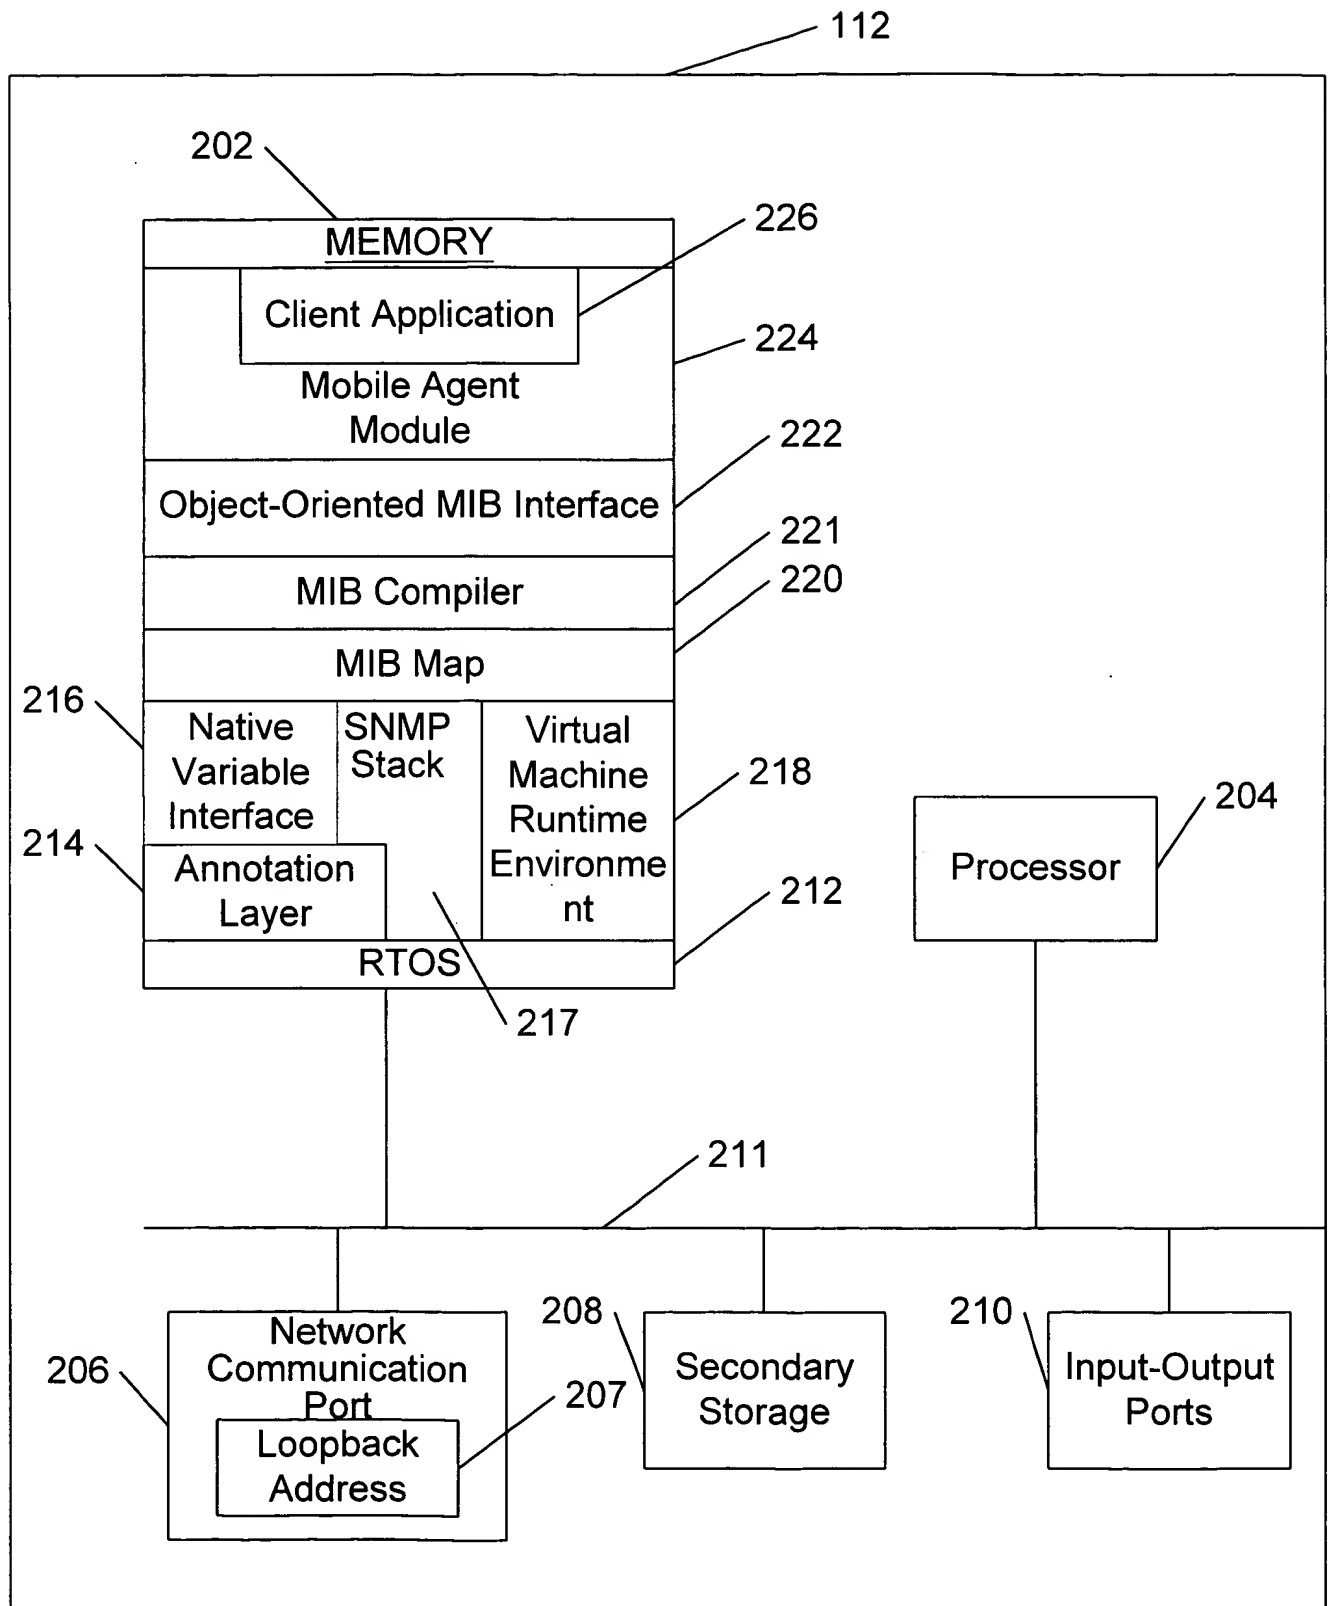 112
202
MEMORY
226
Client Application
224
Mobile Agent
Module
222
Object-Oriented MIB Interface
221
MIB Compiler
220
MIB Map
216
Native
Variable
Interface
SNMP
Stack
Virtual
Machine
Runtime
Environme
nt
218
204
Processor
214
Annotation
Layer
212
RTOS
217
211
206
Network
Communication
Port
207
Loopback
Address
208
Secondary
Storage
210
Input-Output
Ports